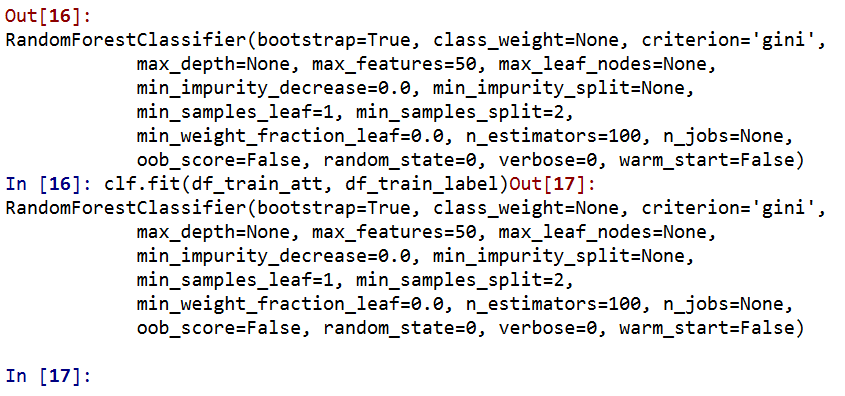 Out[16]:
RandomForestClassifier(bootstrap=True, class_weight=None, criterion='gini',
            max_depth=None, max_features=50, max_leaf_nodes=None,
            min_impurity_decrease=0.0, min_impurity_split=None,
            min_samples_leaf=1, min_samples_split=2,
            min_weight_fraction_leaf=0.0, n_estimators=100, n_jobs=None,
            oob_score=False, random_state=0, verbose=0, warm_start=False)
In [16]: clf.fit(df_train_att, df_train_label)Out[17]:
RandomForestClassifier(bootstrap=True, class_weight=None, criterion='gini',
            max_depth=None, max_features=50, max_leaf_nodes=None,
            min_impurity_decrease=0.0, min_impurity_split=None,
            min_samples_leaf=1, min_samples_split=2,
            min_weight_fraction_leaf=0.0, n_estimators=100, n_jobs=None,
            oob_score=False, random_state=0, verbose=0, warm_start=False)
In [17]: